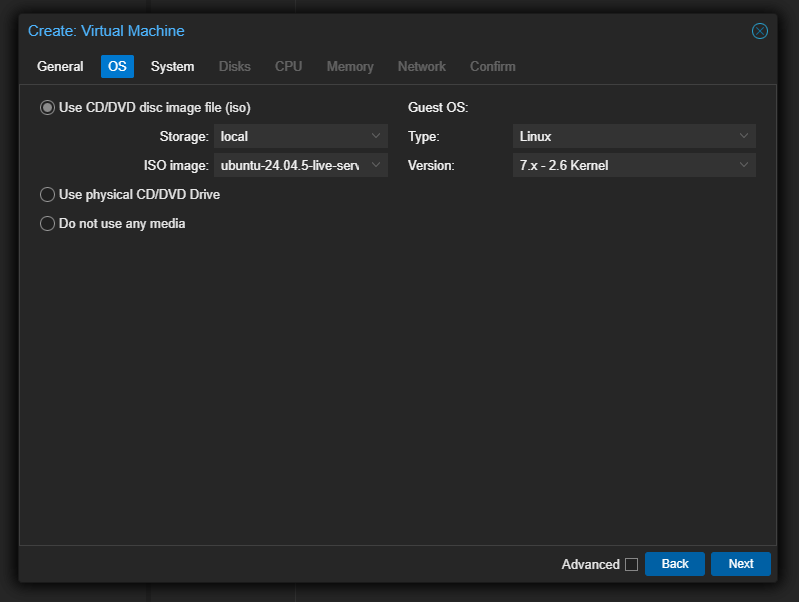 Create: Virtual Machine
General OS System Disks CPU Memory Network Confirm
Use CD/DVD disc image file (iso) Guest OS:
Storage: local Type: Linux
ISO image: ubuntu-24.04.5-live-serv Version: 7.x - 2.6 Kernel
Use physical CD/DVD Drive
Do not use any media
Advanced Back Next